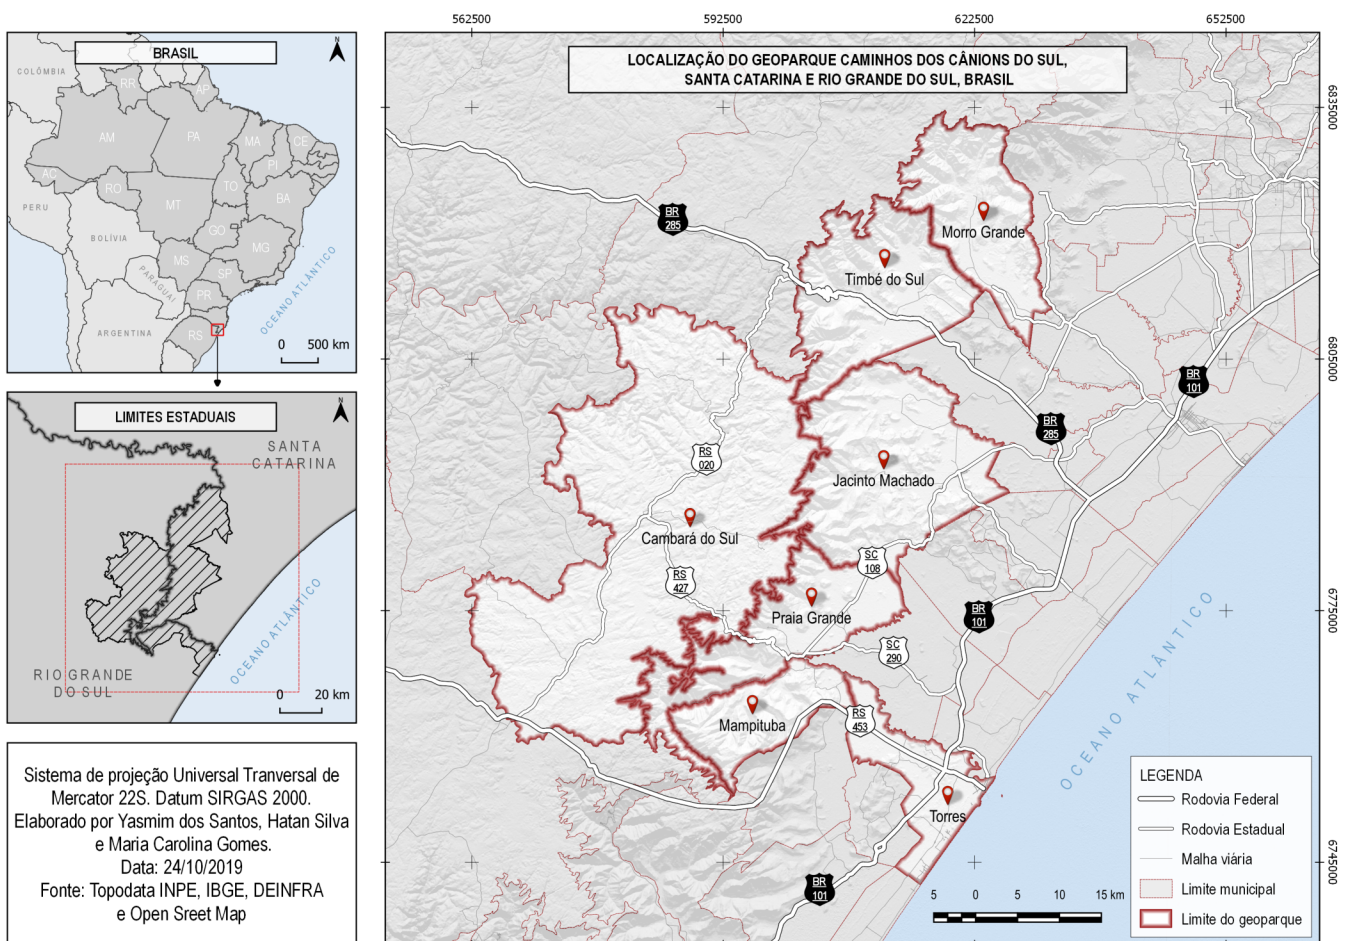 562500
592500
622500
652500
BRASIL
N
COLÔMBIA
RR
AP
AM
PA
MA
CE
PI
AC
RO
TO
BA
PERU
MT
GO
BOLÍVIA
MG
MS
SP
PARAGUAI
PR
ARGENTINA
RS
OCEANO ATLÂNTICO
0 500 km
LIMITES ESTADUAIS
N
SANTA
CATARINA
RIO GRANDE
DO SUL
OCEANO ATLÂNTICO
0 20 km
Sistema de projeção Universal Tranversal de
Mercator 22S. Datum SIRGAS 2000.
Elaborado por Yasmim dos Santos, Hatan Silva
e Maria Carolina Gomes.
Data: 24/10/2019
Fonte: Topodata INPE, IBGE, DEINFRA
e Open Sreet Map
LOCALIZAÇÃO DO GEOPARQUE CAMINHOS DOS CÂNIONS DO SUL,
SANTA CATARINA E RIO GRANDE DO SUL, BRASIL
6835000
6805000
6775000
6745000
BR
285
Morro Grande
Timbé do Sul
BR
101
BR
285
RS
020
Jacinto Machado
Cambará do Sul
SC
108
RS
427
Praia Grande
BR
101
SC
290
Mampituba
RS
453
Torres
BR
101
OCEANO ATLÂNTICO
5 0 5 10 15 km
LEGENDA
Rodovia Federal
Rodovia Estadual
Malha viária
Limite municipal
Limite do geoparque